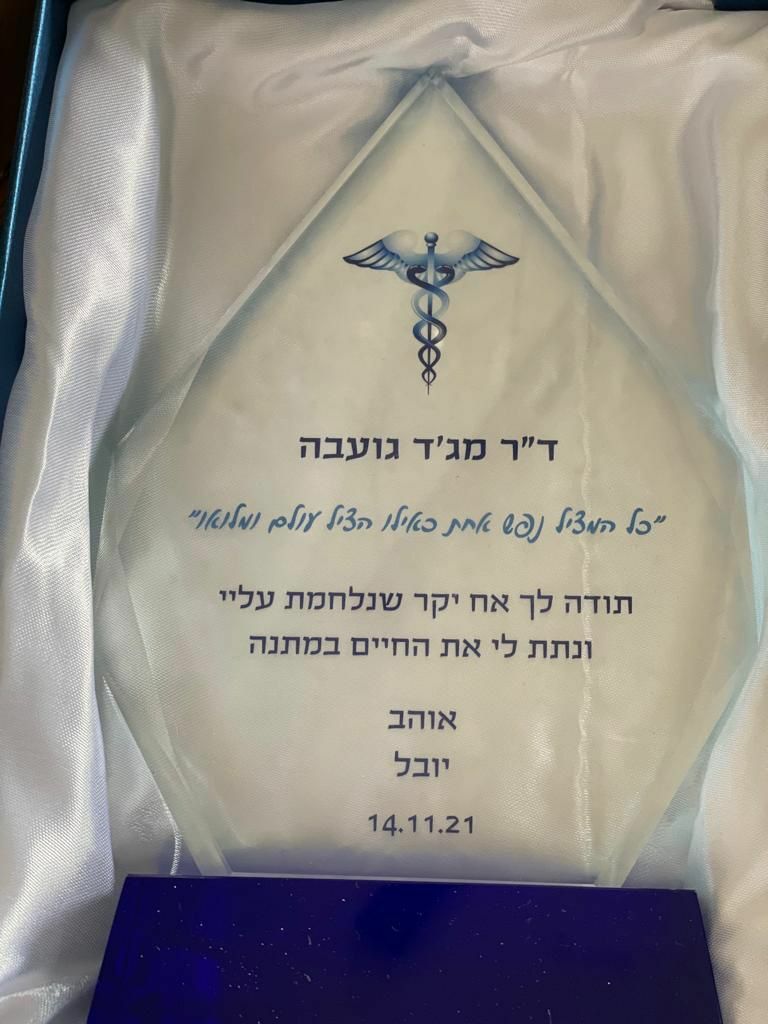 ד"ר מג'ד גועבה
"כל המציל נפש אחת כאילו הציל עולם ומלואו"
תודה לך אח יקר שנלחמת עליי
ונתת לי את החיים במתנה
אוהב
יובל
14.11.21